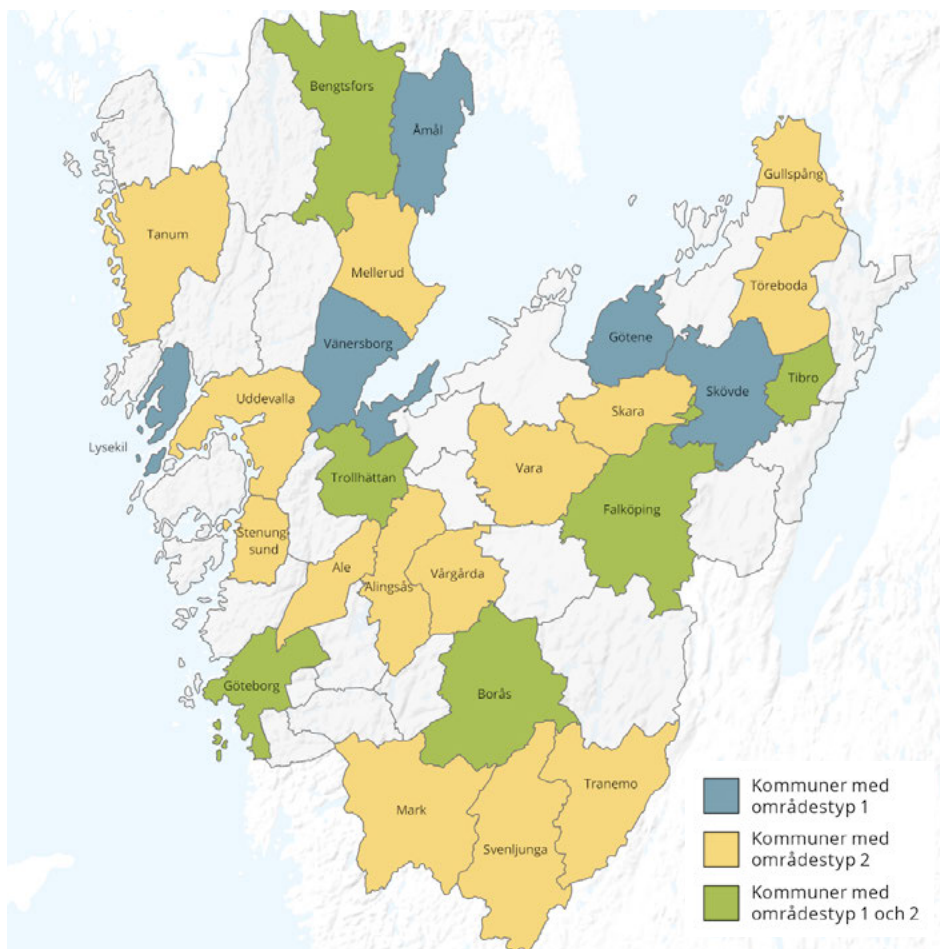 Bengtsfors
Åmål
Gullspång
Tanum
Mellerud
Töreboda
Vänersborg
Götene
Skövde
Tibro
Uddevalla
Skara
Lysekil
Vara
Trollhättan
Falköping
Stenung-
sund
Ale
Alingsås
Vårgårda
Göteborg
Borås
Tranemo
Mark
Svenljunga
Kommuner med
områdestyp 1
Kommuner med
områdestyp 2
Kommuner med
områdestyp 1 och 2